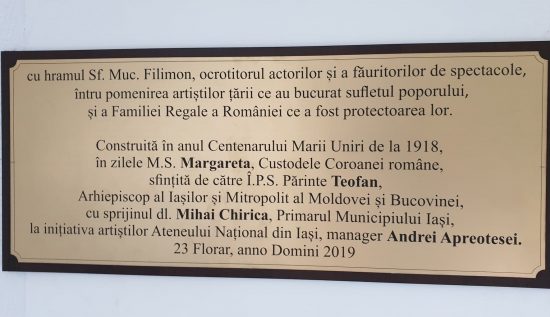 cu hramul Sf. Muc. Filimon, ocrotitorul actorilor și a făuritorilor de spectacole,
întru pomenirea artiștilor țării ce au bucurat sufletul poporului,
și a Familiei Regale a României ce a fost protectoarea lor.
Construită în anul Centenarului Marii Uniri de la 1918,
în zilele M.S. Margareta, Custodele Coroanei române,
sfințită de către Î.P.S. Părinte Teofan,
Arhiepiscop al Iașilor și Mitropolit al Moldovei și Bucovinei,
cu sprijinul dl. Mihai Chirica, Primarul Municipiului Iași,
la inițiativa artiștilor Ateneului Național din Iași, manager Andrei Apreotesei.
23 Florar, anno Domini 2019